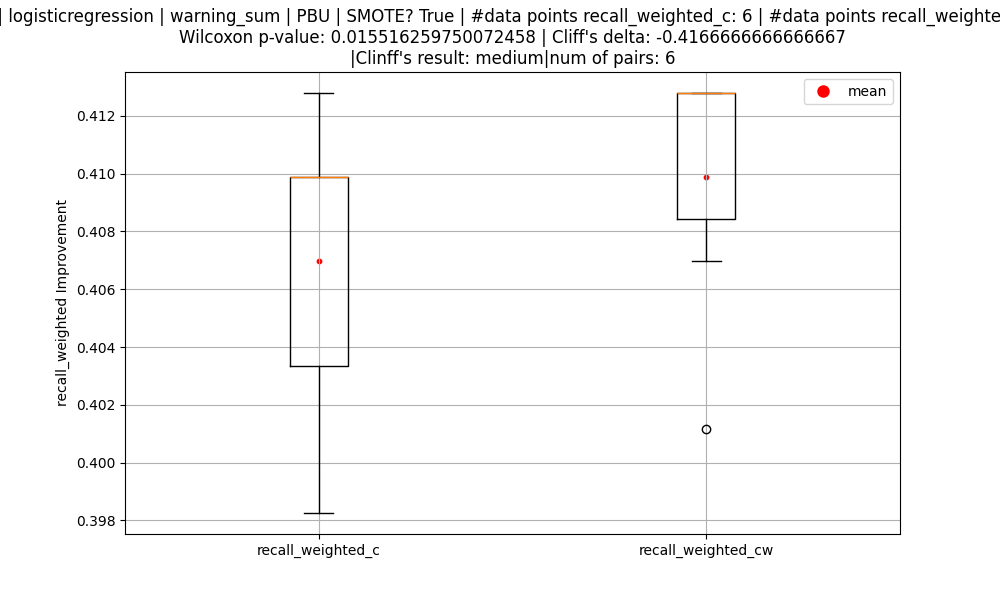 | logisticregression | warning_sum | PBU | SMOTE? True | #data points recall_weighted_c: 6 | #data points
Wilcoxon p-value: 0.015516259750072458 | Cliff's delta: -0.4166666666666667
|Clinff's result: medium|num of pairs: 6
mean
0.412
0.410
0.408
0.406
0.404
0.402
0.400
0.398
recall_weighted Improvement
recall_weighted_c
recall_weighted_cw